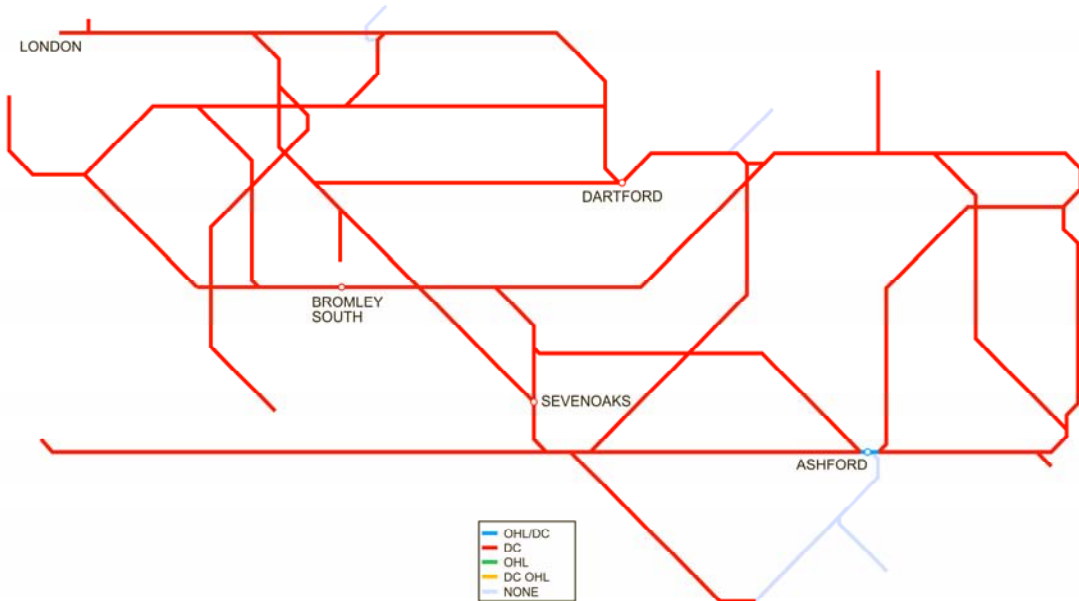 LONDON
DARTFORD
BROMLEY
SOUTH
SEVENOAKS
ASHFORD
OHL/DC
DC
OHL
DC OHL
NONE